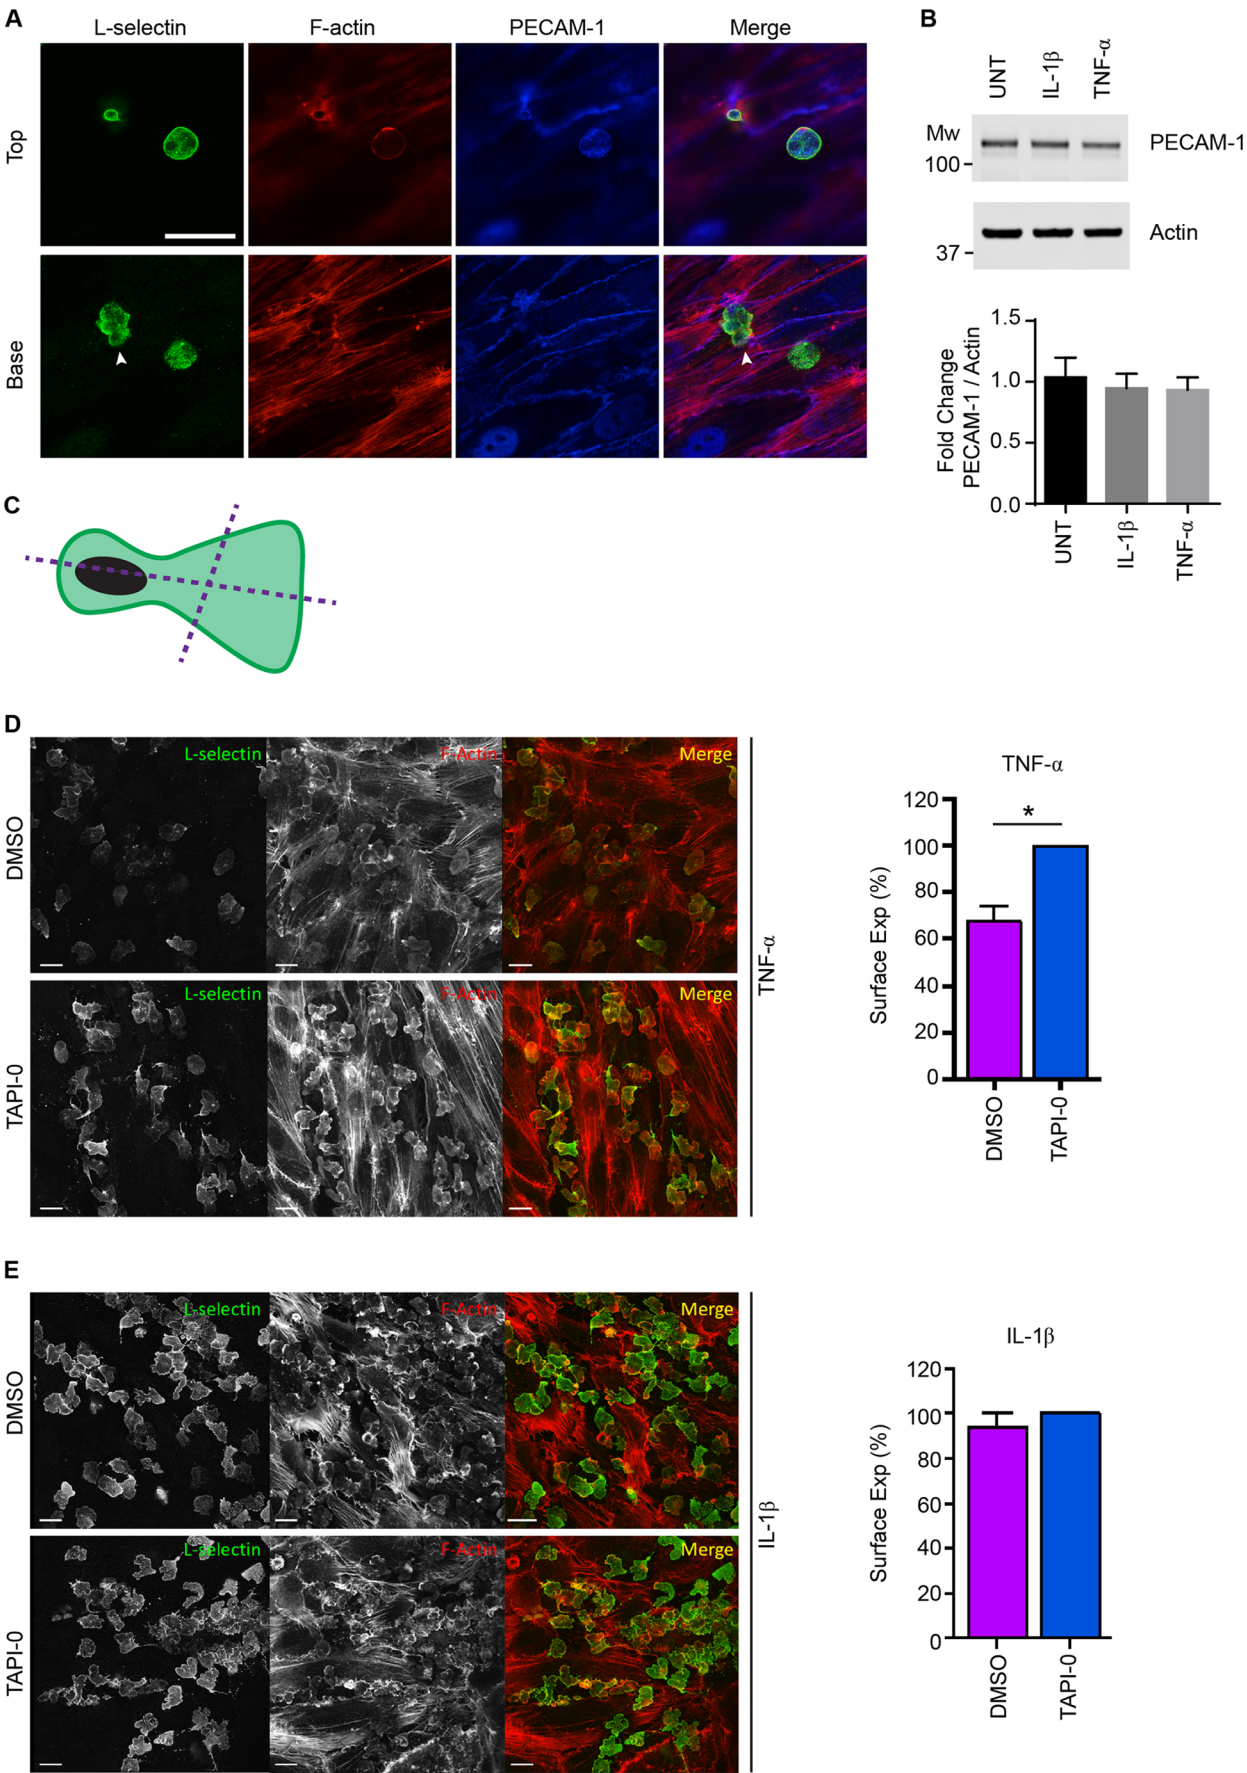 A
L-selectin F-actin PECAM-1 Merge
Top
Base
B
UNT IL-1β TNF-α
Mw
100
PECAM-1
37
Actin
Fold Change
PECAM-1 / Actin
1.5
1.0
0.5
0.0
UNT IL-1β TNF-α
C
D
DMSO
L-selectin F-Actin Merge
TAPI-0
L-selectin F-Actin Merge
TNF-α
TNF-α
Surface Exp (%)
120
100
80
60
40
20
0
*
DMSO TAPI-0
E
DMSO
L-selectin F-Actin Merge
TAPI-0
L-selectin F-Actin Merge
IL-1β
IL-1β
Surface Exp (%)
120
100
80
60
40
20
0
DMSO TAPI-0